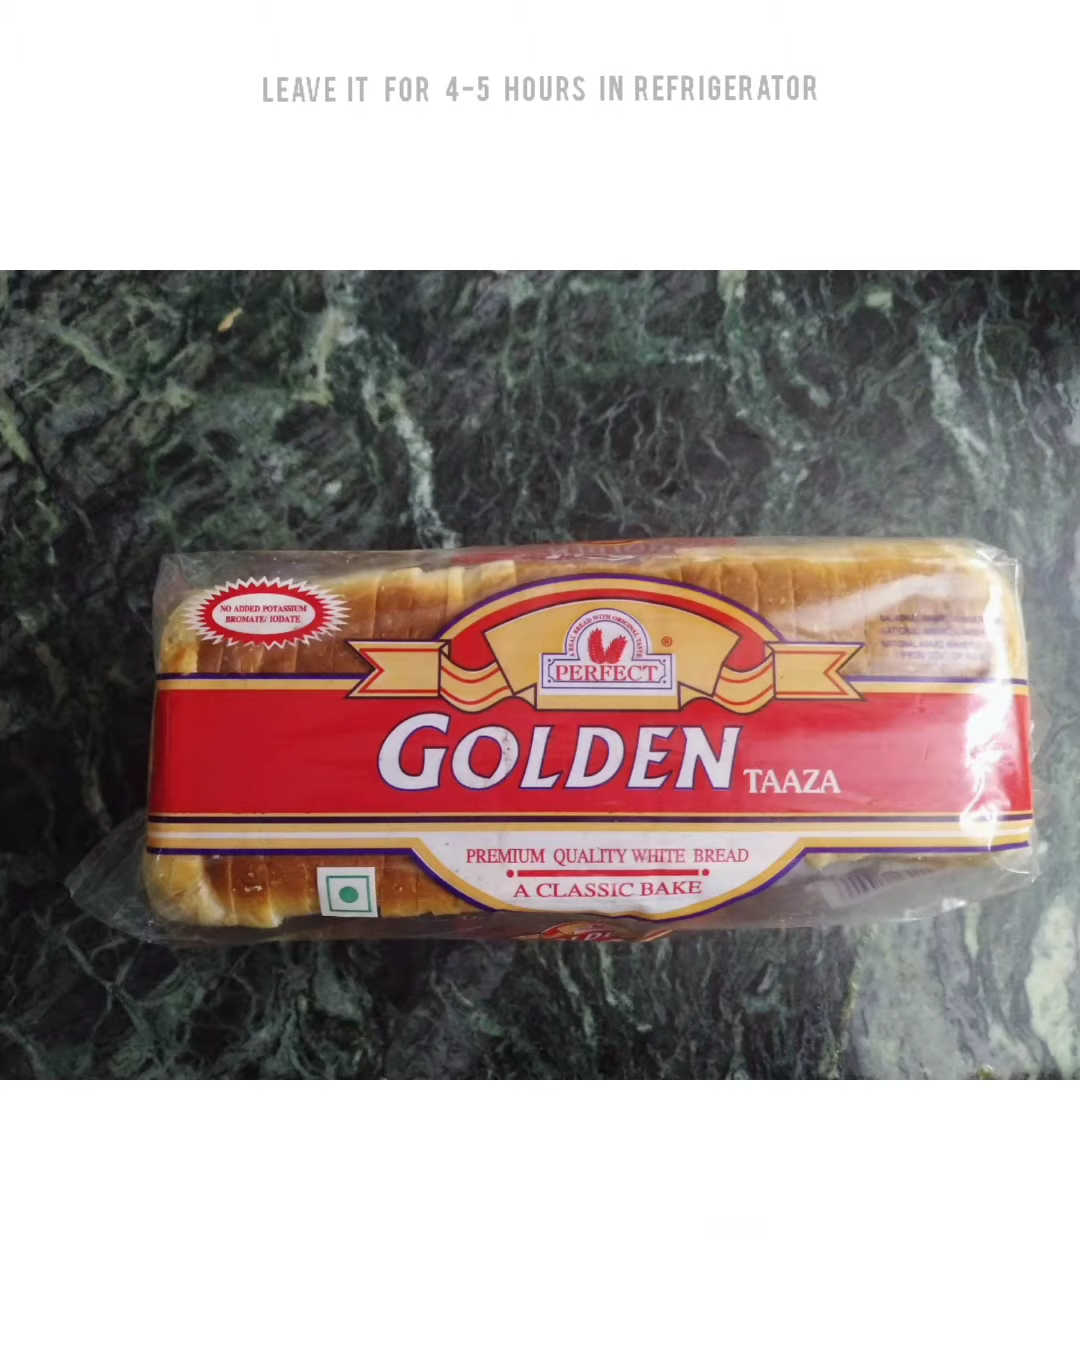 LEAVE IT FOR 4-5 HOURS IN REFRIGERATOR
NO ADDED POTASSIUM
BROMATE/ IODATE
A REAL BREAD WITH ORIGINAL TASTE
®
PERFECT
GOLDEN TAAZA
PREMIUM QUALITY WHITE BREAD
A CLASSIC BAKE